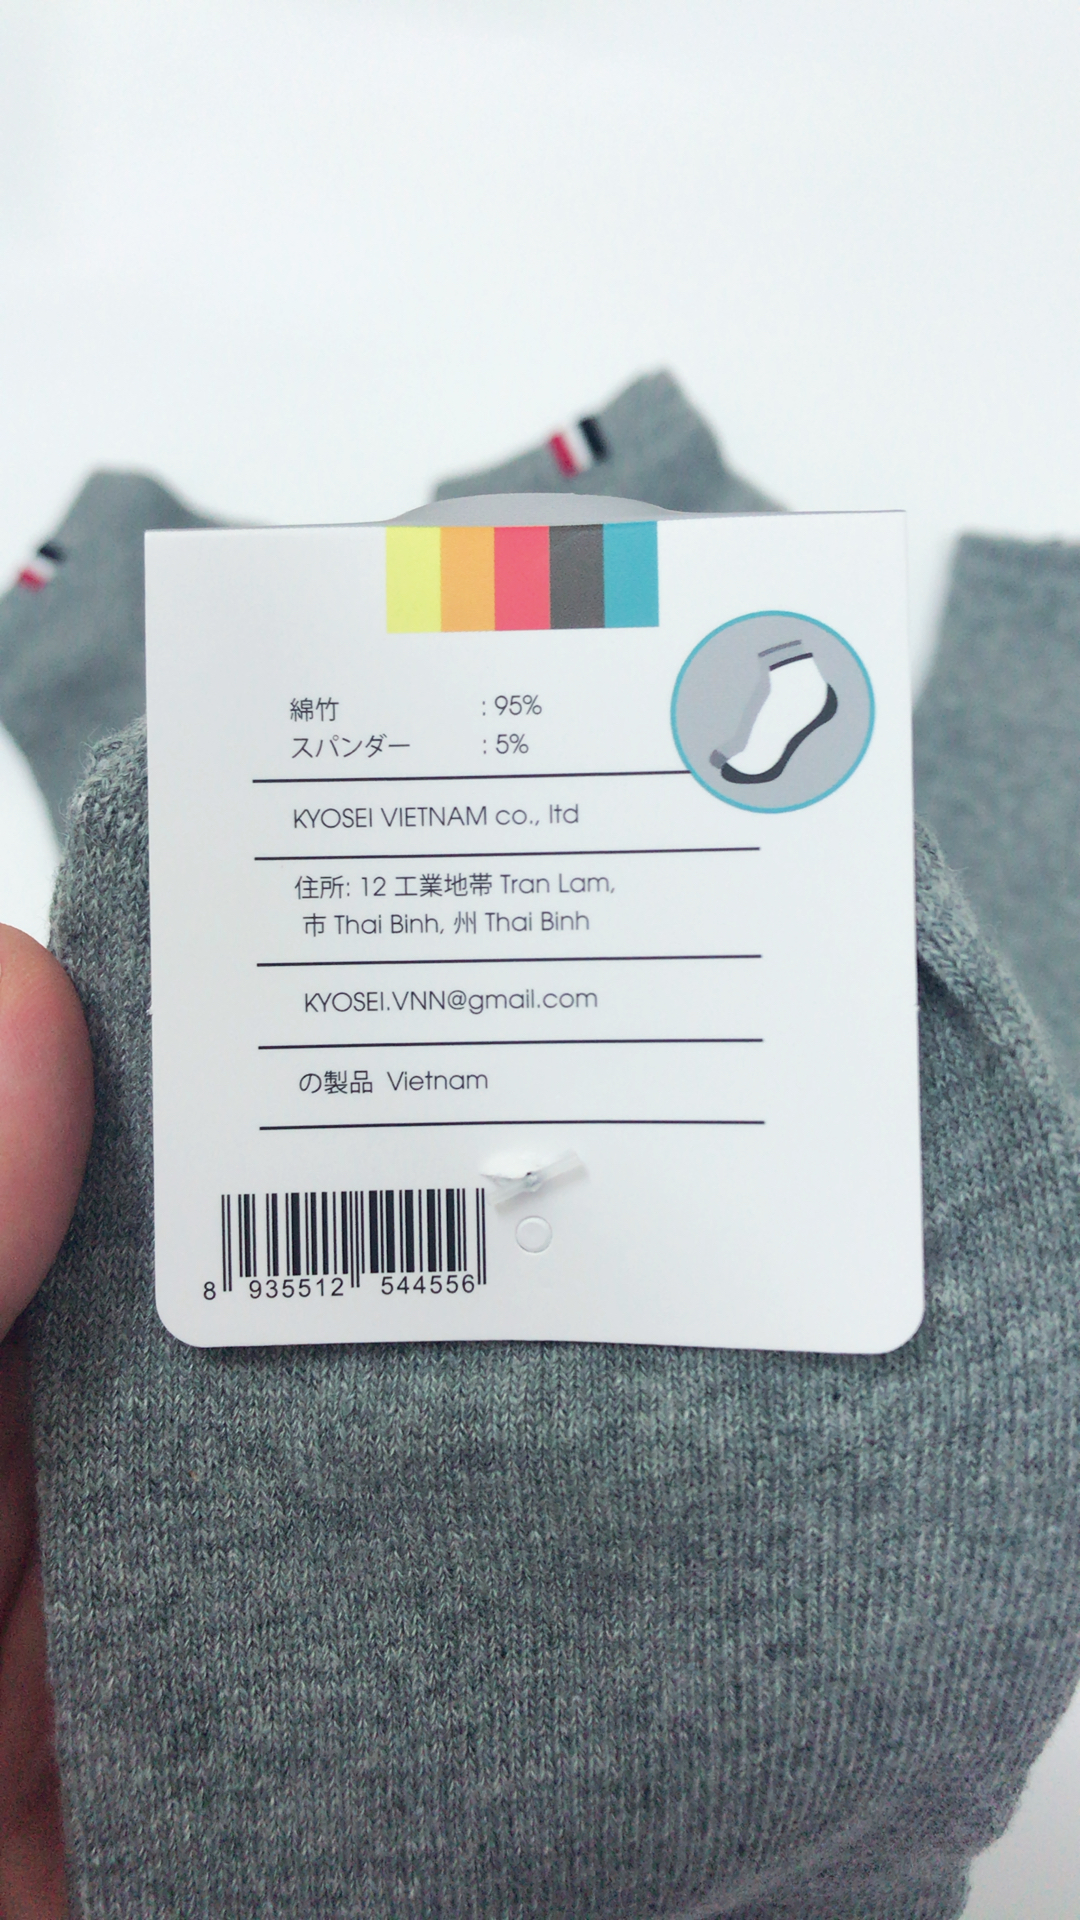 綿竹 : 95%
スパンダー : 5%
KYOSEI VIETNAM co., ltd
住所: 12 工業地帯 Tran Lam,
市 Thai Binh, 州 Thai Binh
KYOSEI.VNN@gmail.com
の製品 Vietnam
8 935512 544556